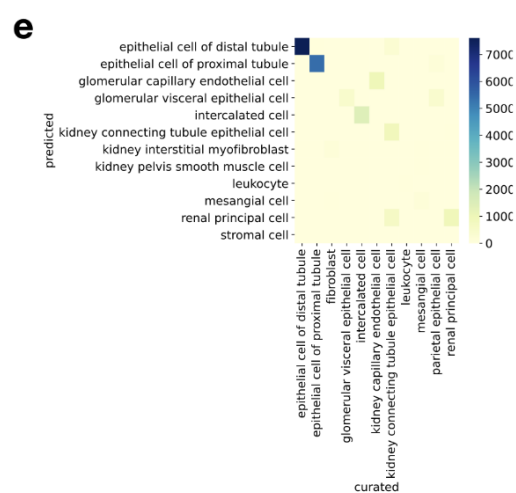 e
epithelial cell of distal tubule
epithelial cell of proximal tubule
glomerular capillary endothelial cell
glomerular visceral epithelial cell
intercalated cell
kidney connecting tubule epithelial cell
kidney interstitial myofibroblast
kidney pelvis smooth muscle cell
leukocyte
mesangial cell
renal principal cell
stromal cell
predicted
epithelial cell of distal tubule
epithelial cell of proximal tubule
fibroblast
glomerular visceral epithelial cell
intercalated cell
kidney capillary endothelial cell
kidney connecting tubule epithelial cell
leukocyte
mesangial cell
parietal epithelial cell
renal principal cell
curated
7000
6000
5000
4000
3000
2000
1000
0